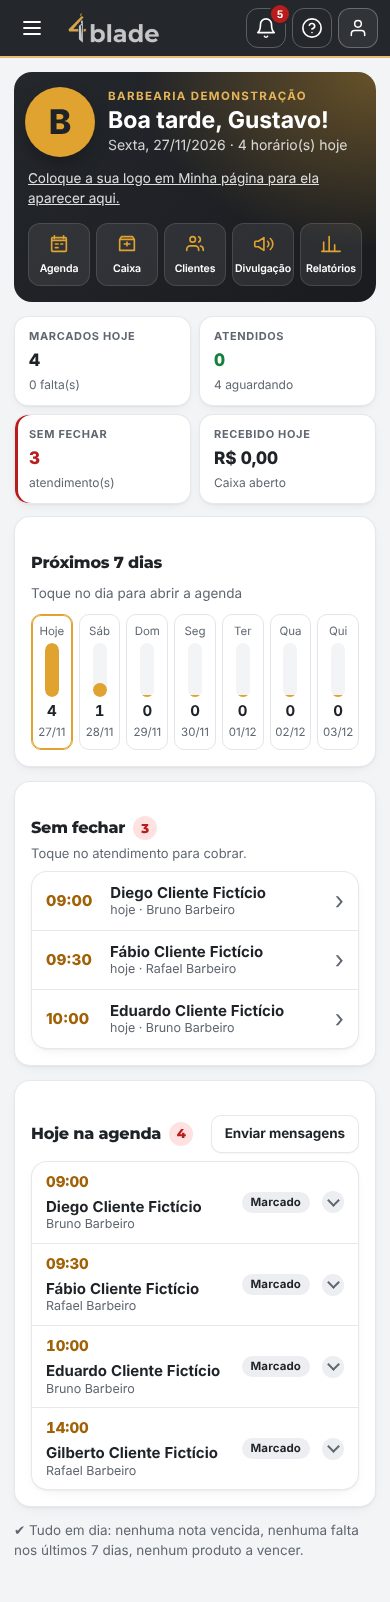 4blade
5
B
BARBEARIA DEMONSTRAÇÃO
Boa tarde, Gustavo!
Sexta, 27/11/2026 · 4 horário(s) hoje
Coloque a sua logo em Minha página para ela
aparecer aqui.
Agenda Caixa Clientes Divulgação Relatórios
MARCADOS HOJE
4
0 falta(s)
ATENDIDOS
0
4 aguardando
SEM FECHAR
3
atendimento(s)
RECEBIDO HOJE
R$ 0,00
Caixa aberto
Próximos 7 dias
Toque no dia para abrir a agenda
Hoje Sáb Dom Seg Ter Qua Qui
4 1 0 0 0 0 0
27/11 28/11 29/11 30/11 01/12 02/12 03/12
Sem fechar 3
Toque no atendimento para cobrar.
09:00 Diego Cliente Fictício
hoje · Bruno Barbeiro
09:30 Fábio Cliente Fictício
hoje · Rafael Barbeiro
10:00 Eduardo Cliente Fictício
hoje · Bruno Barbeiro
Hoje na agenda 4 Enviar mensagens
09:00
Diego Cliente Fictício Marcado
Bruno Barbeiro
09:30
Fábio Cliente Fictício Marcado
Rafael Barbeiro
10:00
Eduardo Cliente Fictício Marcado
Bruno Barbeiro
14:00
Gilberto Cliente Fictício Marcado
Rafael Barbeiro
✔ Tudo em dia: nenhuma nota vencida, nenhuma falta
nos últimos 7 dias, nenhum produto a vencer.